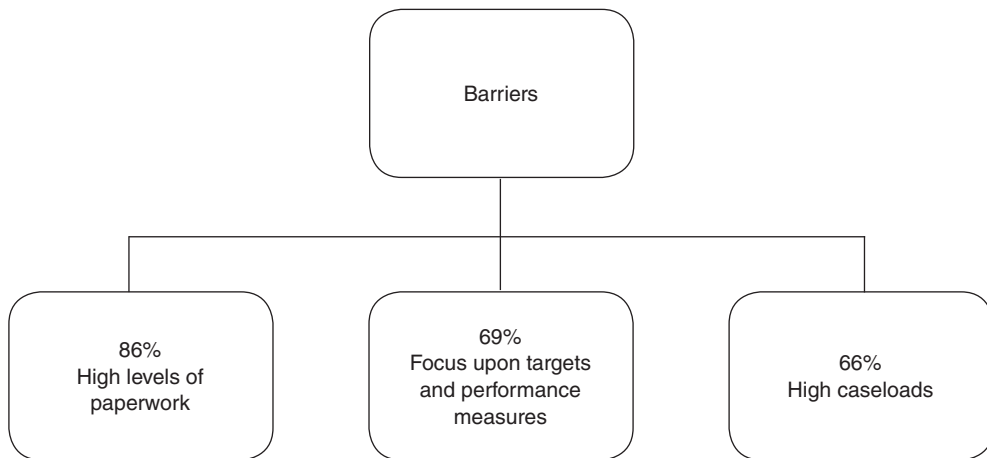 Barriers
86%
High levels of
paperwork
69%
Focus upon targets
and performance
measures
66%
High caseloads